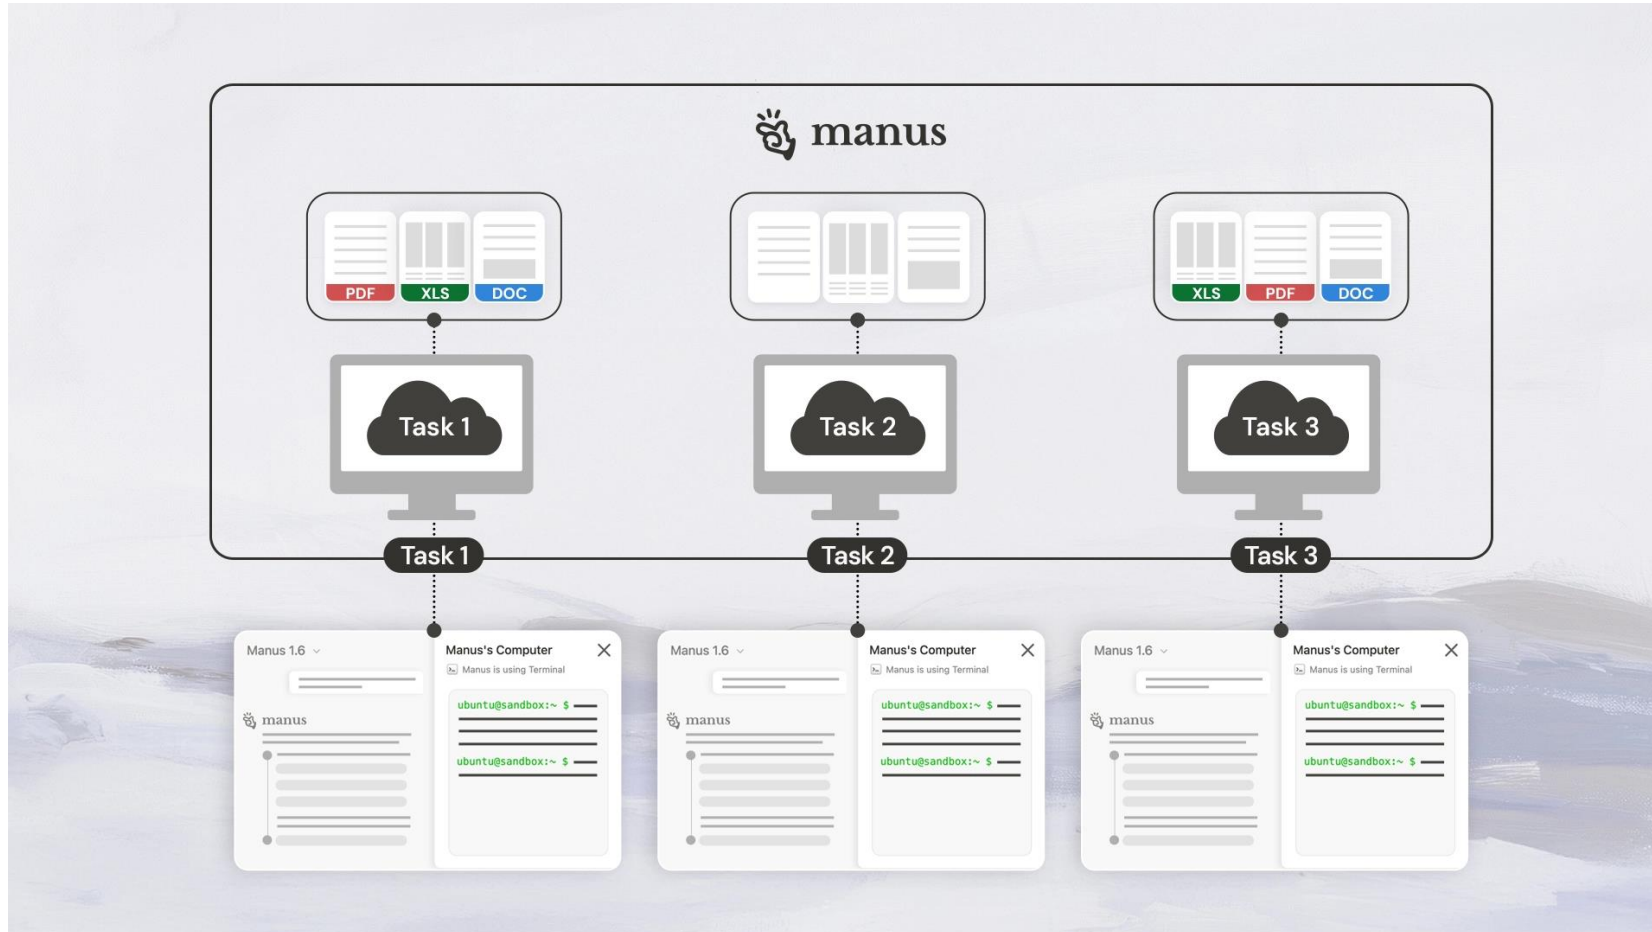 manus
PDF XLS DOC
XLS PDF DOC
Task 1
Task 2
Task 3
Task 1
Task 2
Task 3
Manus 1.6
Manus's Computer
Manus is using Terminal
ubuntu@sandbox:~ $
ubuntu@sandbox:~ $
manus
Manus 1.6
Manus's Computer
Manus is using Terminal
ubuntu@sandbox:~ $
ubuntu@sandbox:~ $
manus
Manus 1.6
Manus's Computer
Manus is using Terminal
ubuntu@sandbox:~ $
ubuntu@sandbox:~ $
manus